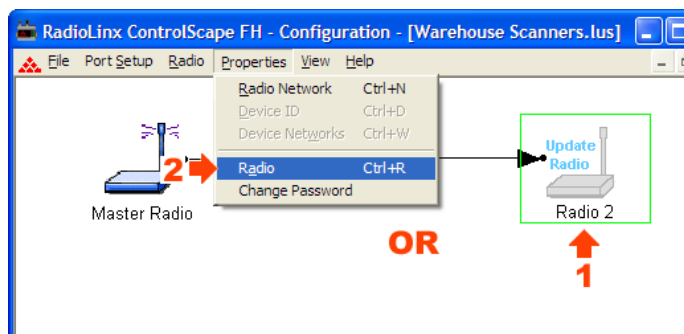 RadioLinx ControlScape FH - Configuration - [Warehouse Scanners.lus]
File Port Setup Radio Properties View Help
Radio Network Ctrl+N
Device ID Ctrl+D
Device Networks Ctrl+W
Radio Ctrl+R
Change Password
2
Master Radio
Update
Radio
Radio 2
OR
1